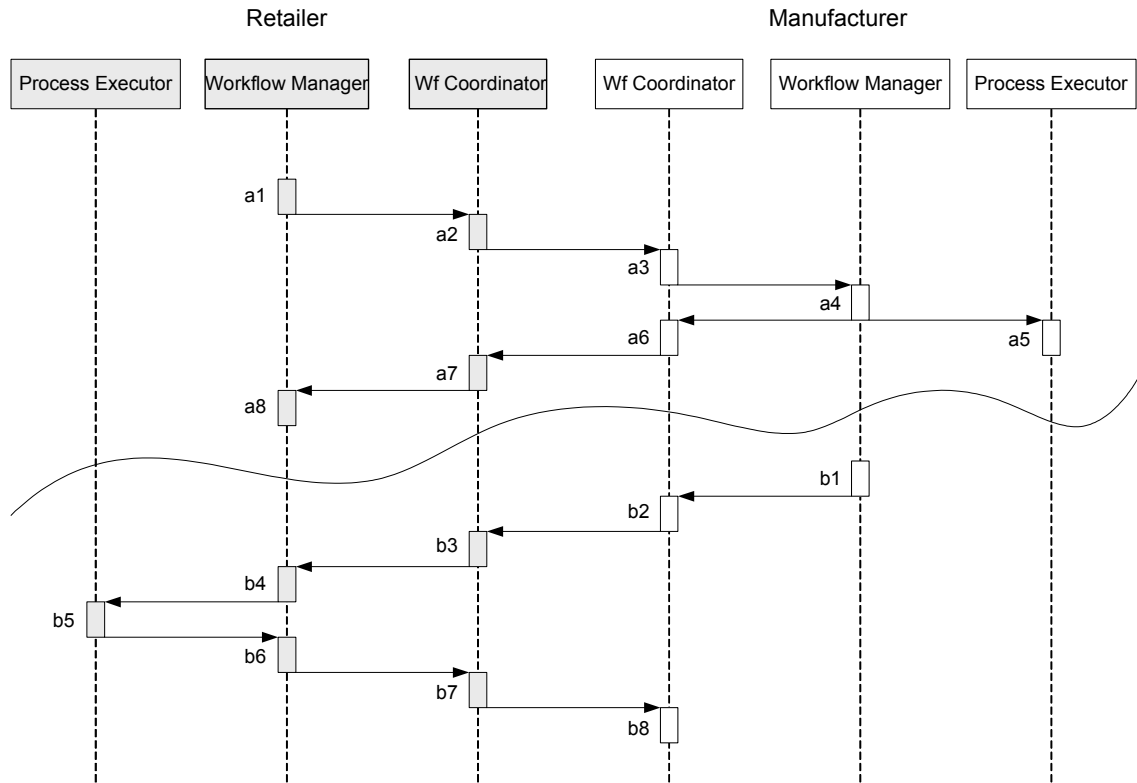 Retailer Manufacturer
Process Executor Workflow Manager Wf Coordinator Wf Coordinator Workflow Manager Process Executor
a1
a2
a3
a4
a6 a5
a7
a8
b1
b2
b3
b4
b5
b6
b7
b8